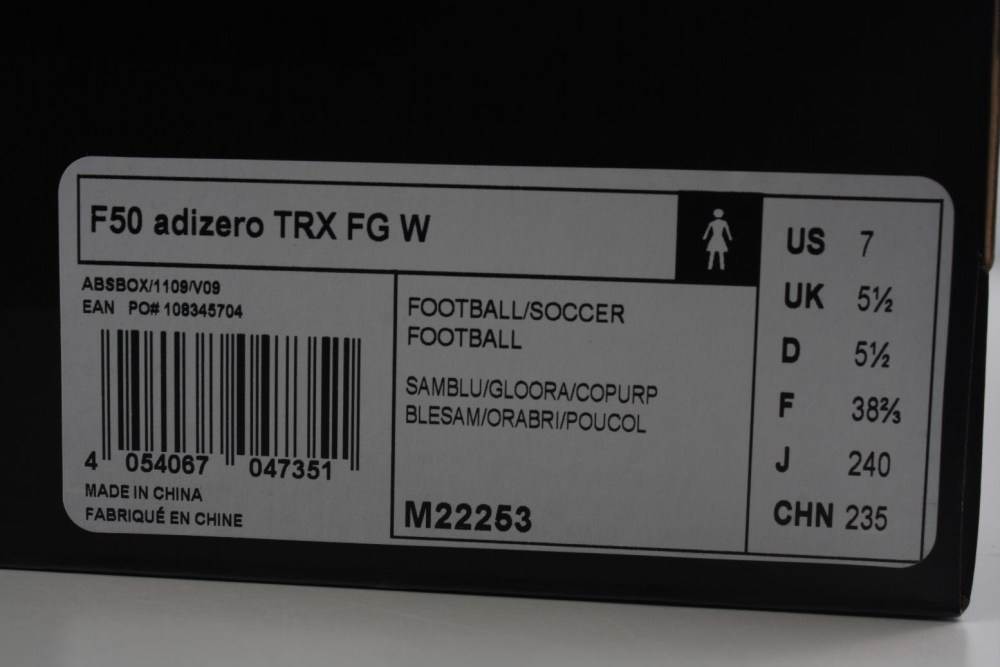 F50 adizero TRX FG W
ABSBOX/1109/V09
EAN PO# 108345704
4 054067 047351
MADE IN CHINA
FABRIQUÉ EN CHINE
FOOTBALL/SOCCER
FOOTBALL
SAMBLU/GLOORA/COPURP
BLESAM/ORABRI/POUCOL
M22253
US 7
UK 5½
D 5½
F 38⅔
J 240
CHN 235